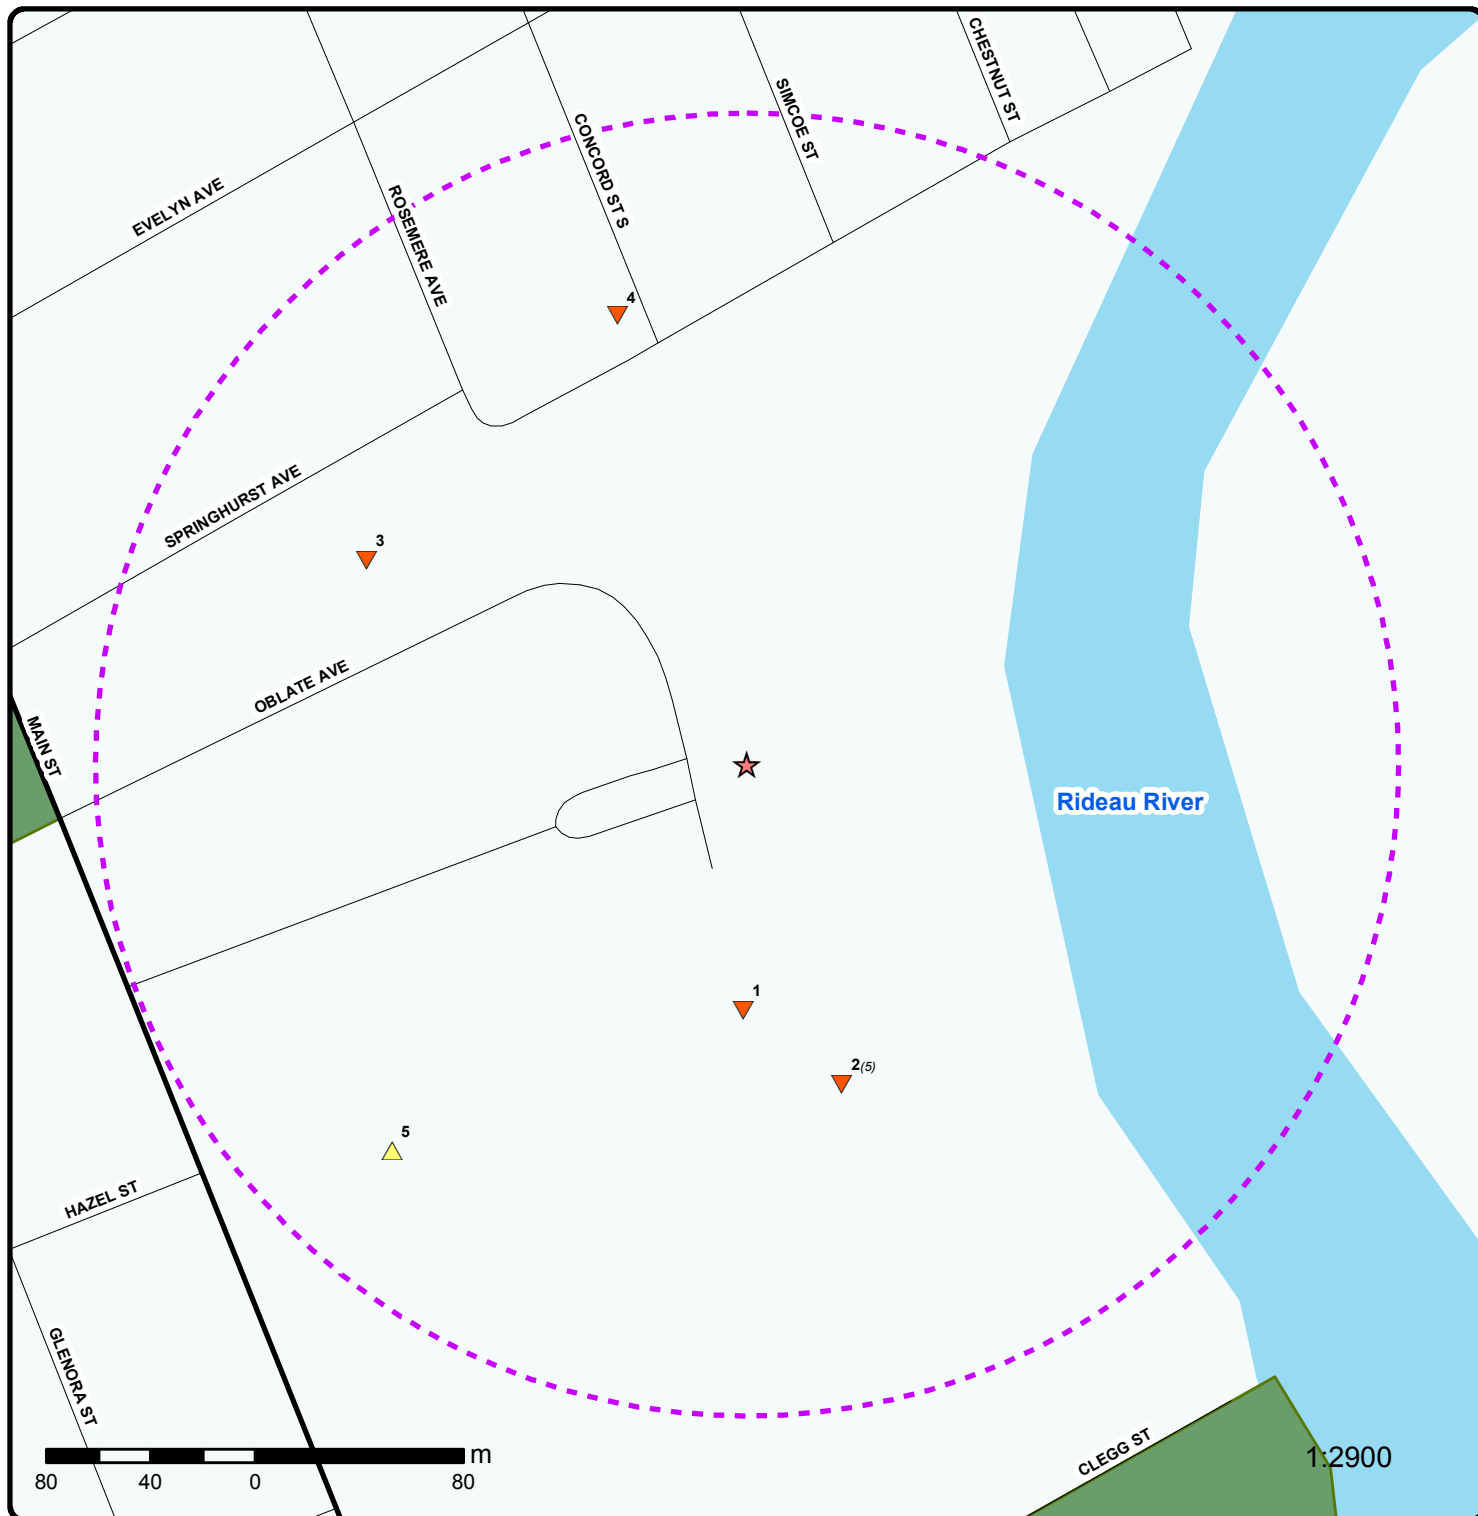 CHESTNUT ST
SIMCOE ST
CONCORD ST S
EVELYN AVE
ROSEMERE AVE
4
SPRINGHURST AVE
3
OBLATE AVE
MAIN ST
Rideau River
1
2(5)
5
HAZEL ST
GLENORA ST
CLEGG ST
m
1:2900
80 40 0 80